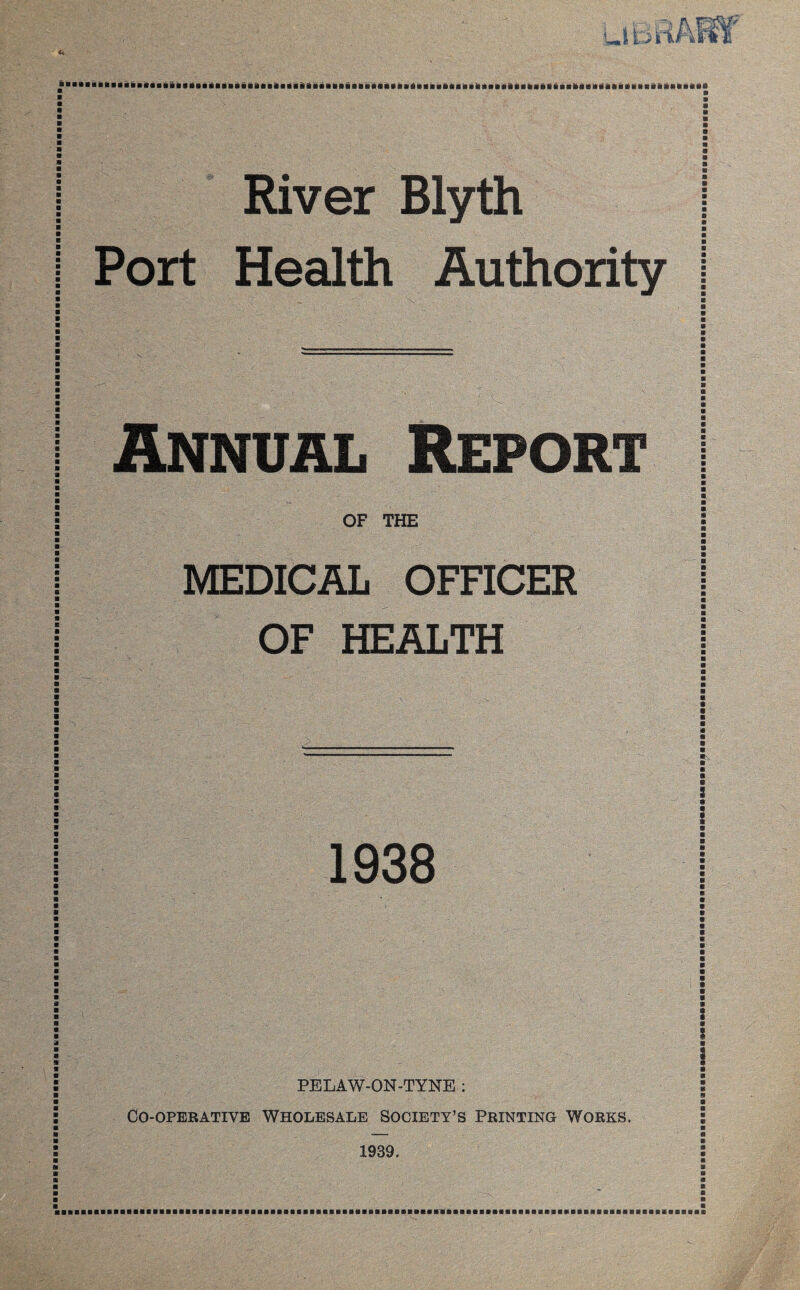 LIBRARY
River Blyth
Port Health Authority
ANNUAL REPORT
OF THE
MEDICAL OFFICER
OF HEALTH
1938
PELAW-ON-TYNE :
CO-OPERATIVE WHOLESALE SOCIETY'S PRINTING WORKS.
1939.